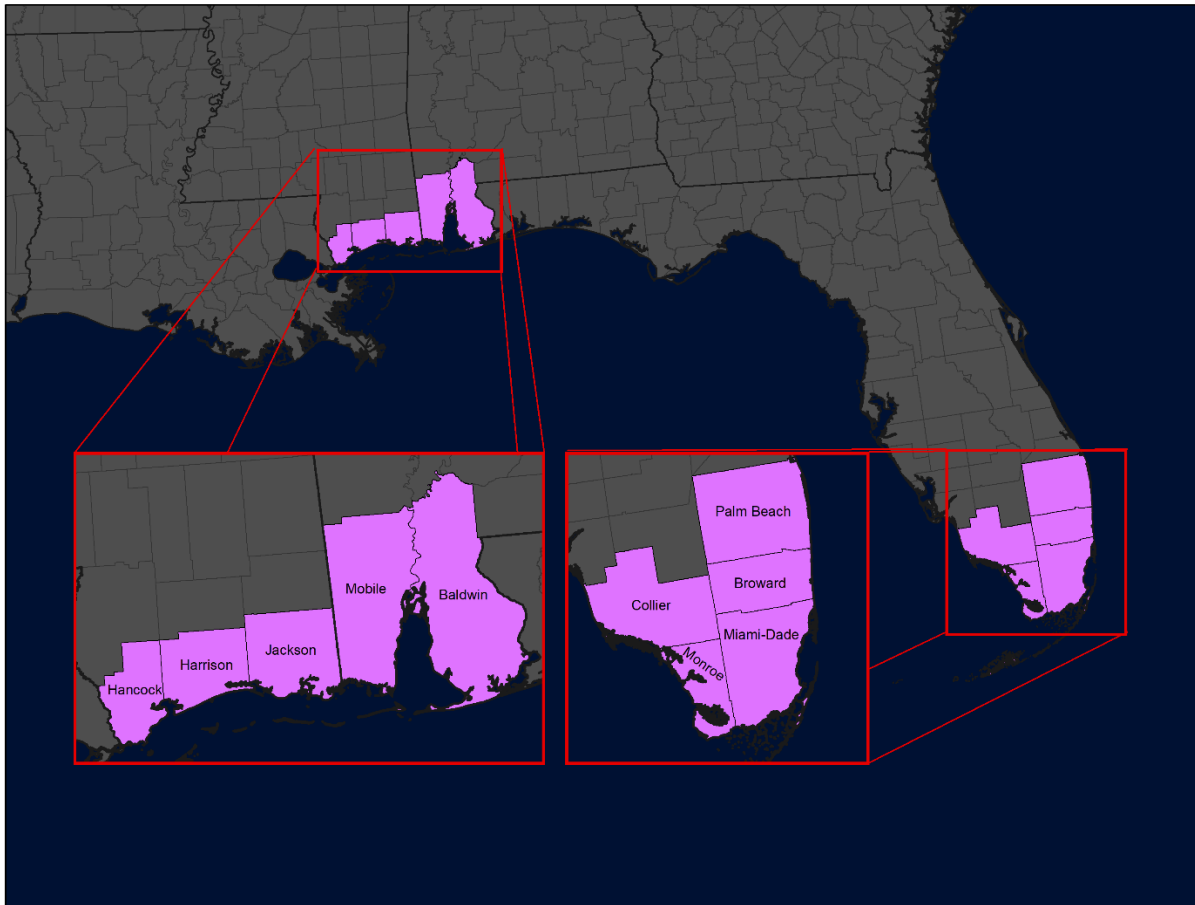 Palm Beach
Mobile
Broward
Baldwin
Collier
Miami-Dade
Jackson
Harrison
Monroe
Hancock